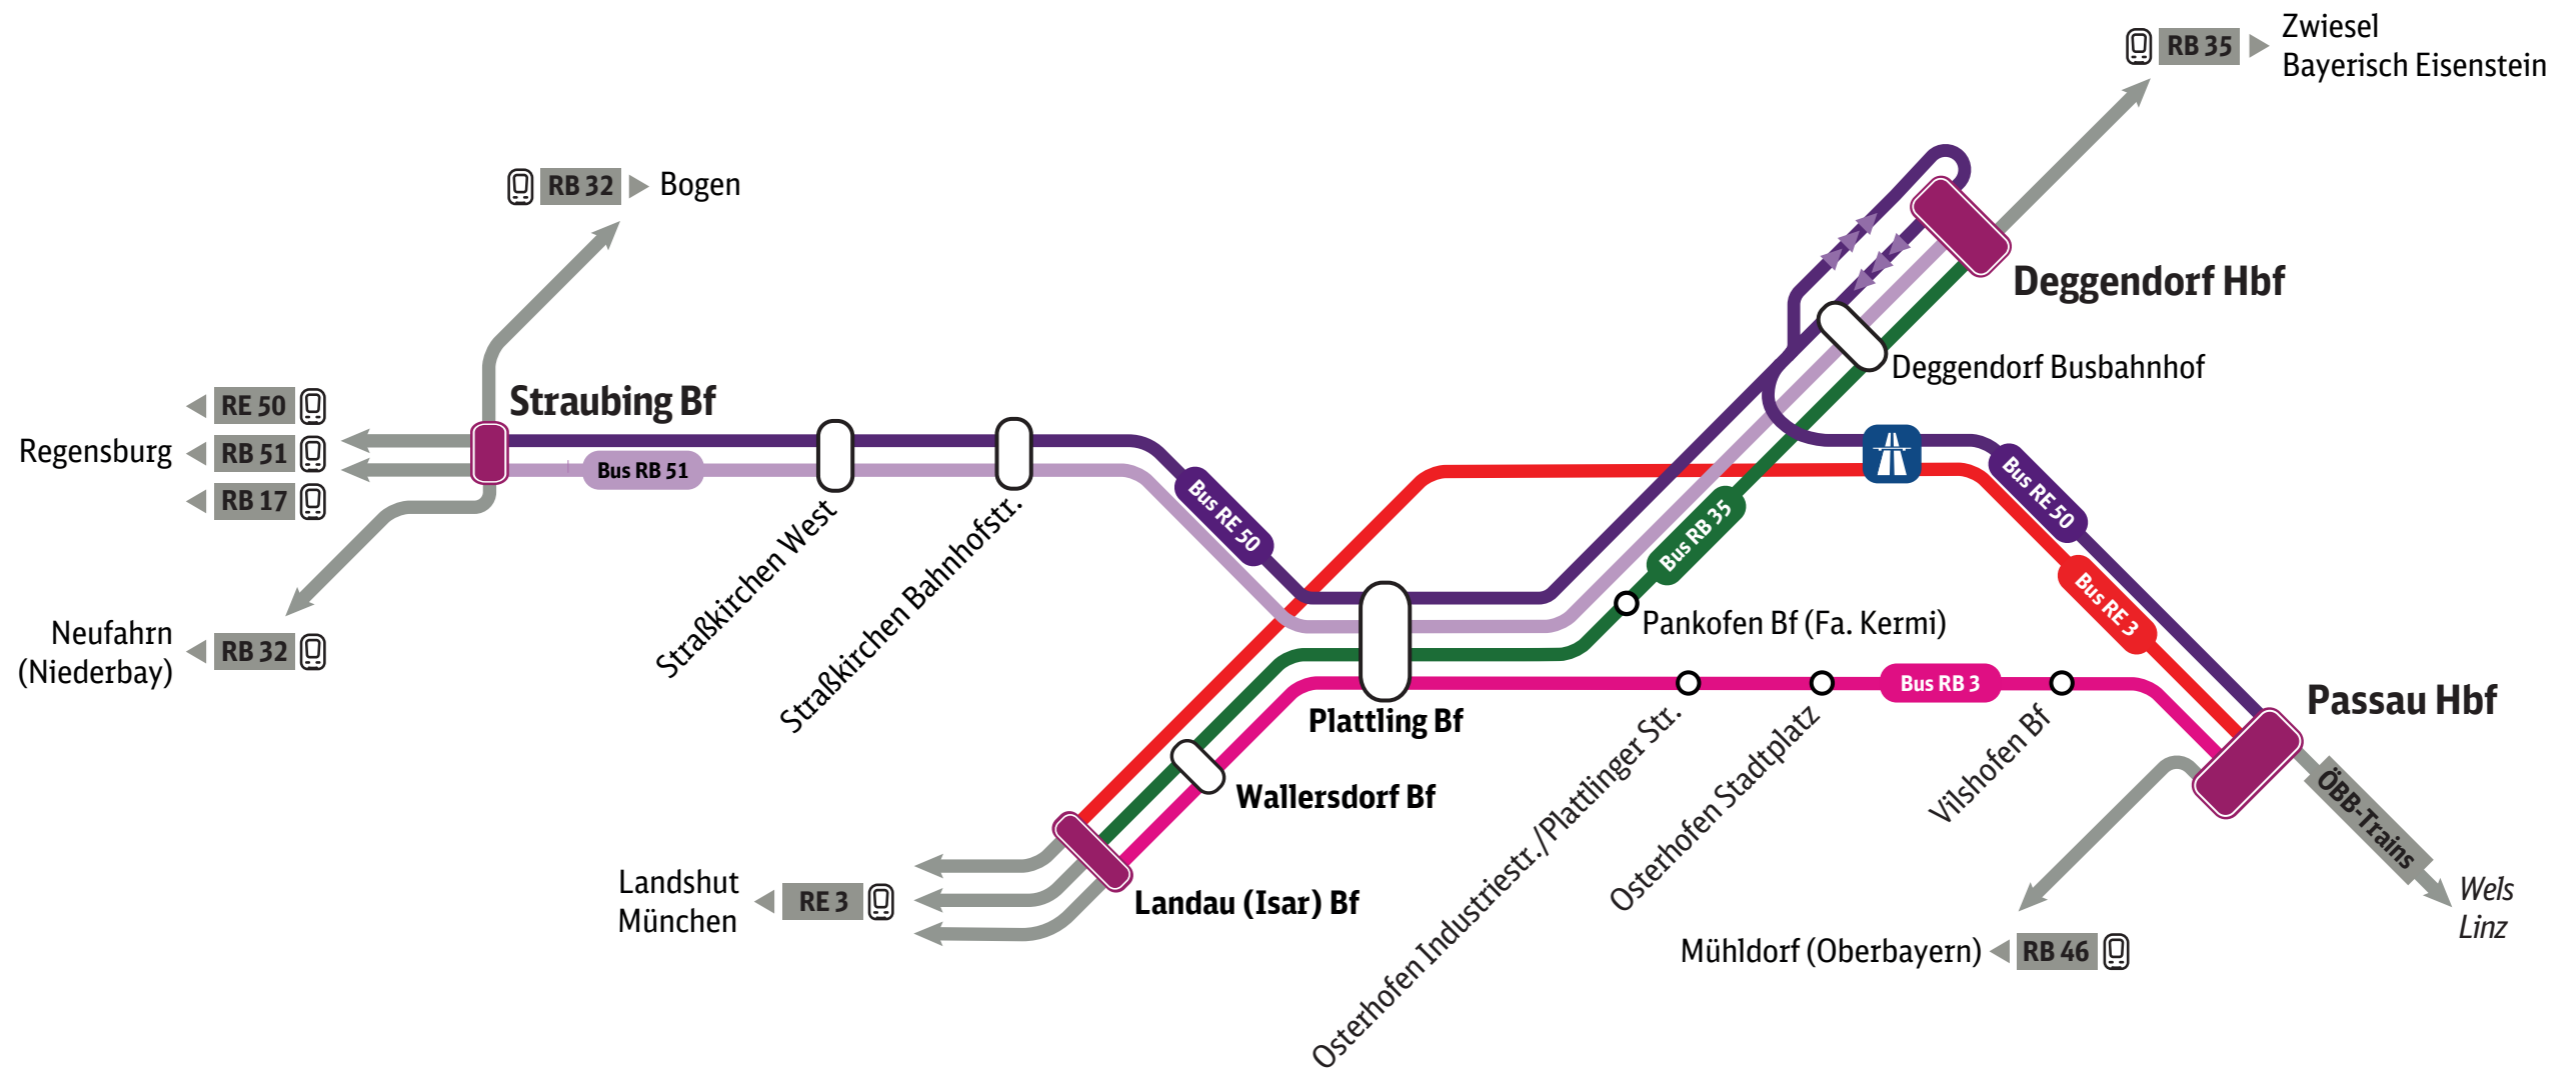 RB 35
Zwiesel
Bayerisch Eisenstein
RB 32
Bogen
Deggendorf Hbf
Deggendorf Busbahnhof
Straubing Bf
RE 50
Regensburg
RB 51
RB 17
Bus RB 51
Bus RE 50
Bus RE 50
Bus RB 35
Bus RE 3
Straßkirchen West
Straßkirchen Bahnhofstr.
Neufahrn
(Niederbay)
RB 32
Pankofen Bf (Fa. Kermi)
Bus RB 3
Plattling Bf
Passau Hbf
Wallersdorf Bf
Osterhofen Industriestr./Plattlinger Str.
Osterhofen Stadtplatz
Vilshofen Bf
ÖBB-Trains
Wels
Linz
Landshut
München
RE 3
Landau (Isar) Bf
Mühldorf (Oberbayern)
RB 46